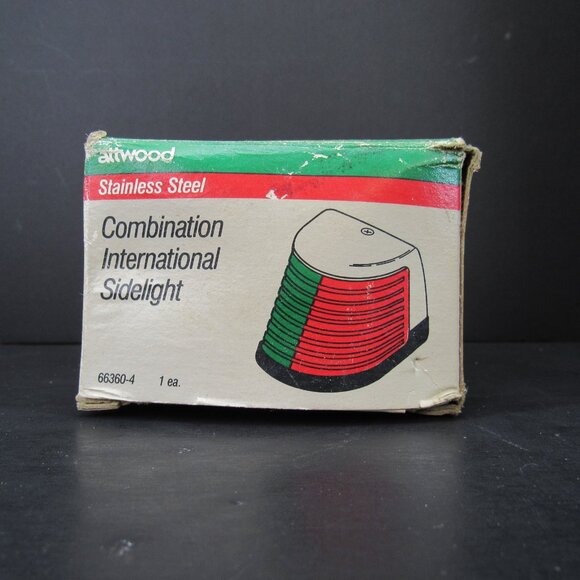 attwood
Stainless Steel
Combination
International
Sidelight
66360-4 1 ea.